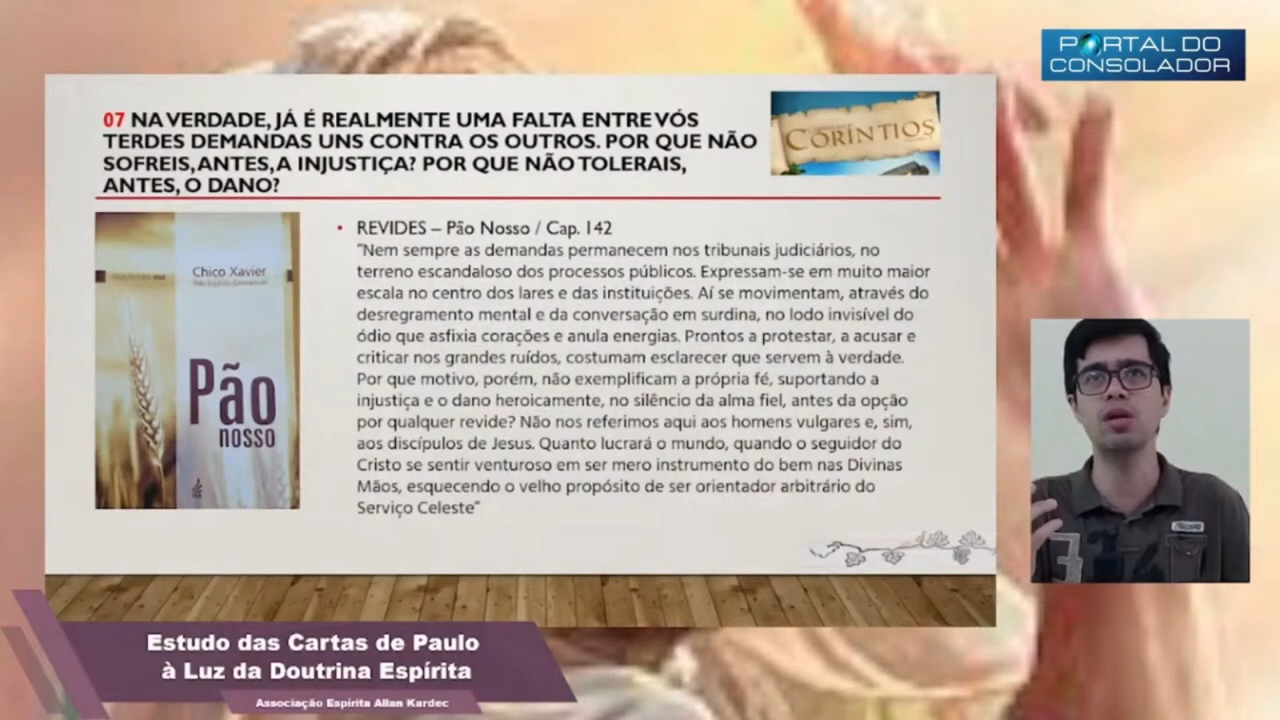 PORTAL DO
CONSOLADOR
07 NA VERDADE, JÁ É REALMENTE UMA FALTA ENTRE VÓS
TERDES DEMANDAS UNS CONTRA OS OUTROS. POR QUE NÃO
SOFREIS, ANTES, A INJUSTIÇA? POR QUE NÃO TOLERAIS,
ANTES, O DANO?
CORÍNTIOS
Chico Xavier
Pão
nosso
• REVIDES – Pão Nosso / Cap. 142
"Nem sempre as demandas permanecem nos tribunais judiciários, no
terreno escandaloso dos processos públicos. Expressam-se em muito maior
escala no centro dos lares e das instituições. Aí se movimentam, através do
desregramento mental e da conversação em surdina, no lodo invisível do
ódio que asfixia corações e anula energias. Prontos a protestar, a acusar e
criticar nos grandes ruídos, costumam esclarecer que servem à verdade.
Por que motivo, porém, não exemplificam a própria fé, suportando a
injustiça e o dano heroicamente, no silêncio da alma fiel, antes da opção
por qualquer revide? Não nos referimos aqui aos homens vulgares e, sim,
aos discípulos de Jesus. Quanto lucrará o mundo, quando o seguidor do
Cristo se sentir venturoso em ser mero instrumento do bem nas Divinas
Mãos, esquecendo o velho propósito de ser orientador arbitrário do
Serviço Celeste"
Estudo das Cartas de Paulo
à Luz da Doutrina Espírita
Associação Espírita Allan Kardec